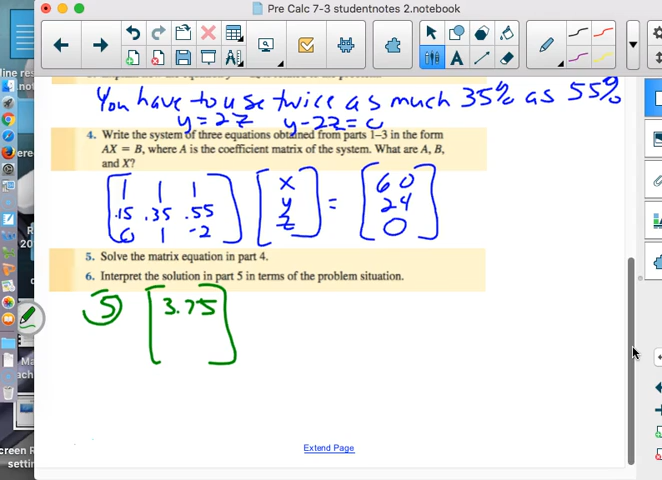 Pre Calc 7-3 studentnotes 2.notebook
You have to use twice as much 35% as 55%
y = 2z y-2z=0
4. Write the system of three equations obtained from parts 1–3 in the form
AX = B, where A is the coefficient matrix of the system. What are A, B,
and X?
1 1 1 x 60
.15 .35 .55 y = 24
0 1 -2 z 0
5. Solve the matrix equation in part 4.
6. Interpret the solution in part 5 in terms of the problem situation.
5 3.75
Extend Page